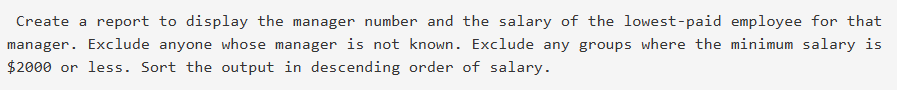 Create a report to display the manager number and the salary of the lowest-paid employee for that
manager. Exclude anyone whose manager is not known. Exclude any groups where the minimum salary is
$2000 or less. Sort the output in descending order of salary.